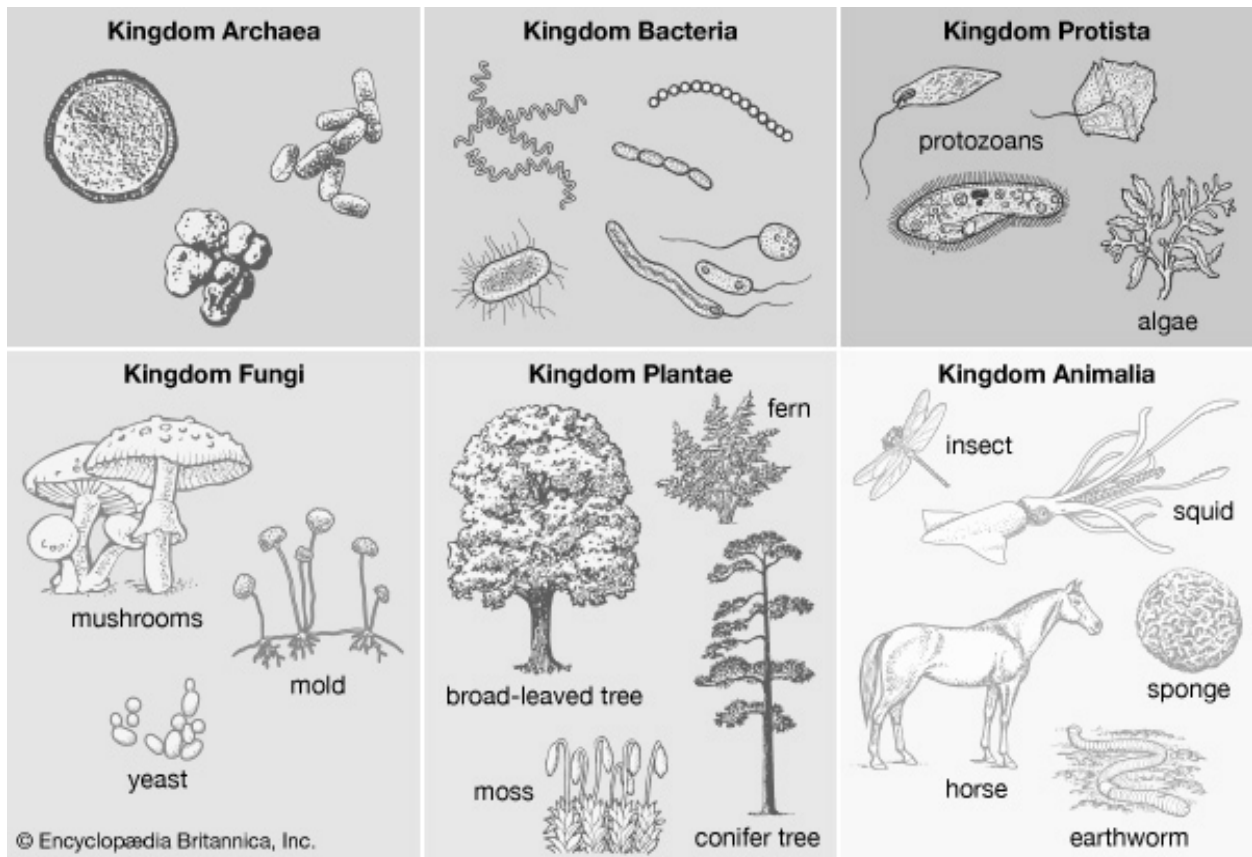 Kingdom Archaea
Kingdom Bacteria
Kingdom Protista
protozoans
algae
Kingdom Fungi
mushrooms
mold
yeast
© Encyclopædia Britannica, Inc.
Kingdom Plantae
fern
broad-leaved tree
moss
conifer tree
Kingdom Animalia
insect
squid
sponge
horse
earthworm